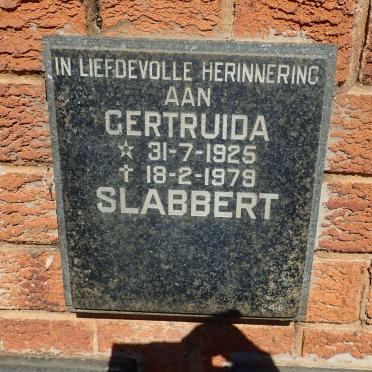 IN LIEFDEVOLLE HERINNERING
AAN
GERTRUIDA
☆ 31-7-1925
✝ 18-2-1979
SLABBERT